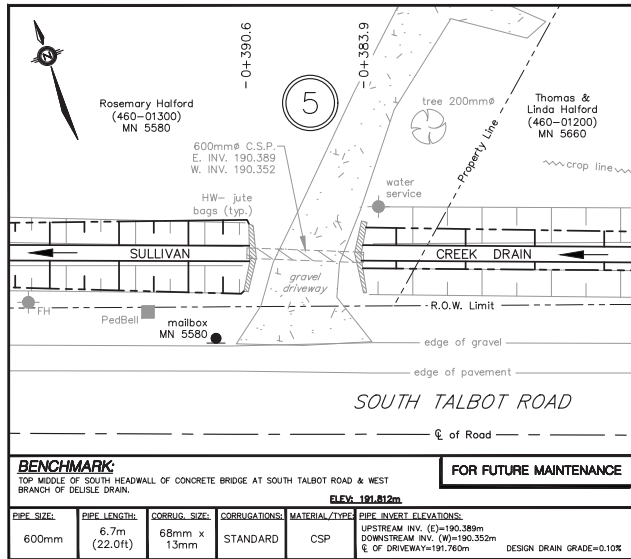 -0+390.6
-0+383.9
N
Rosemary Halford
(460-01300)
MN 5580
5
tree 200mmø
Thomas &
Linda Halford
(460-01200)
MN 5660
Property Line
600mmø C.S.P.
E. INV. 190.389
W. INV. 190.352
crop line
HW- jute
bags (typ.)
water
service
SULLIVAN
CREEK DRAIN
gravel
driveway
R.O.W. Limit
FH
PedBell
mailbox
MN 5580
edge of gravel
edge of pavement
SOUTH TALBOT ROAD
℄ of Road
BENCHMARK:
TOP MIDDLE OF SOUTH HEADWALL OF CONCRETE BRIDGE AT SOUTH TALBOT ROAD & WEST
BRANCH OF DELISLE DRAIN.
ELEV: 191.812m
FOR FUTURE MAINTENANCE
PIPE SIZE:
600mm
PIPE LENGTH:
6.7m
(22.0ft)
CORRUG. SIZE:
68mm x
13mm
CORRUGATIONS:
STANDARD
MATERIAL/TYPE:
CSP
PIPE INVERT ELEVATIONS:
UPSTREAM INV. (E)=190.389m
DOWNSTREAM INV. (W)=190.352m
℄ OF DRIVEWAY=191.760m
DESIGN DRAIN GRADE=0.10%